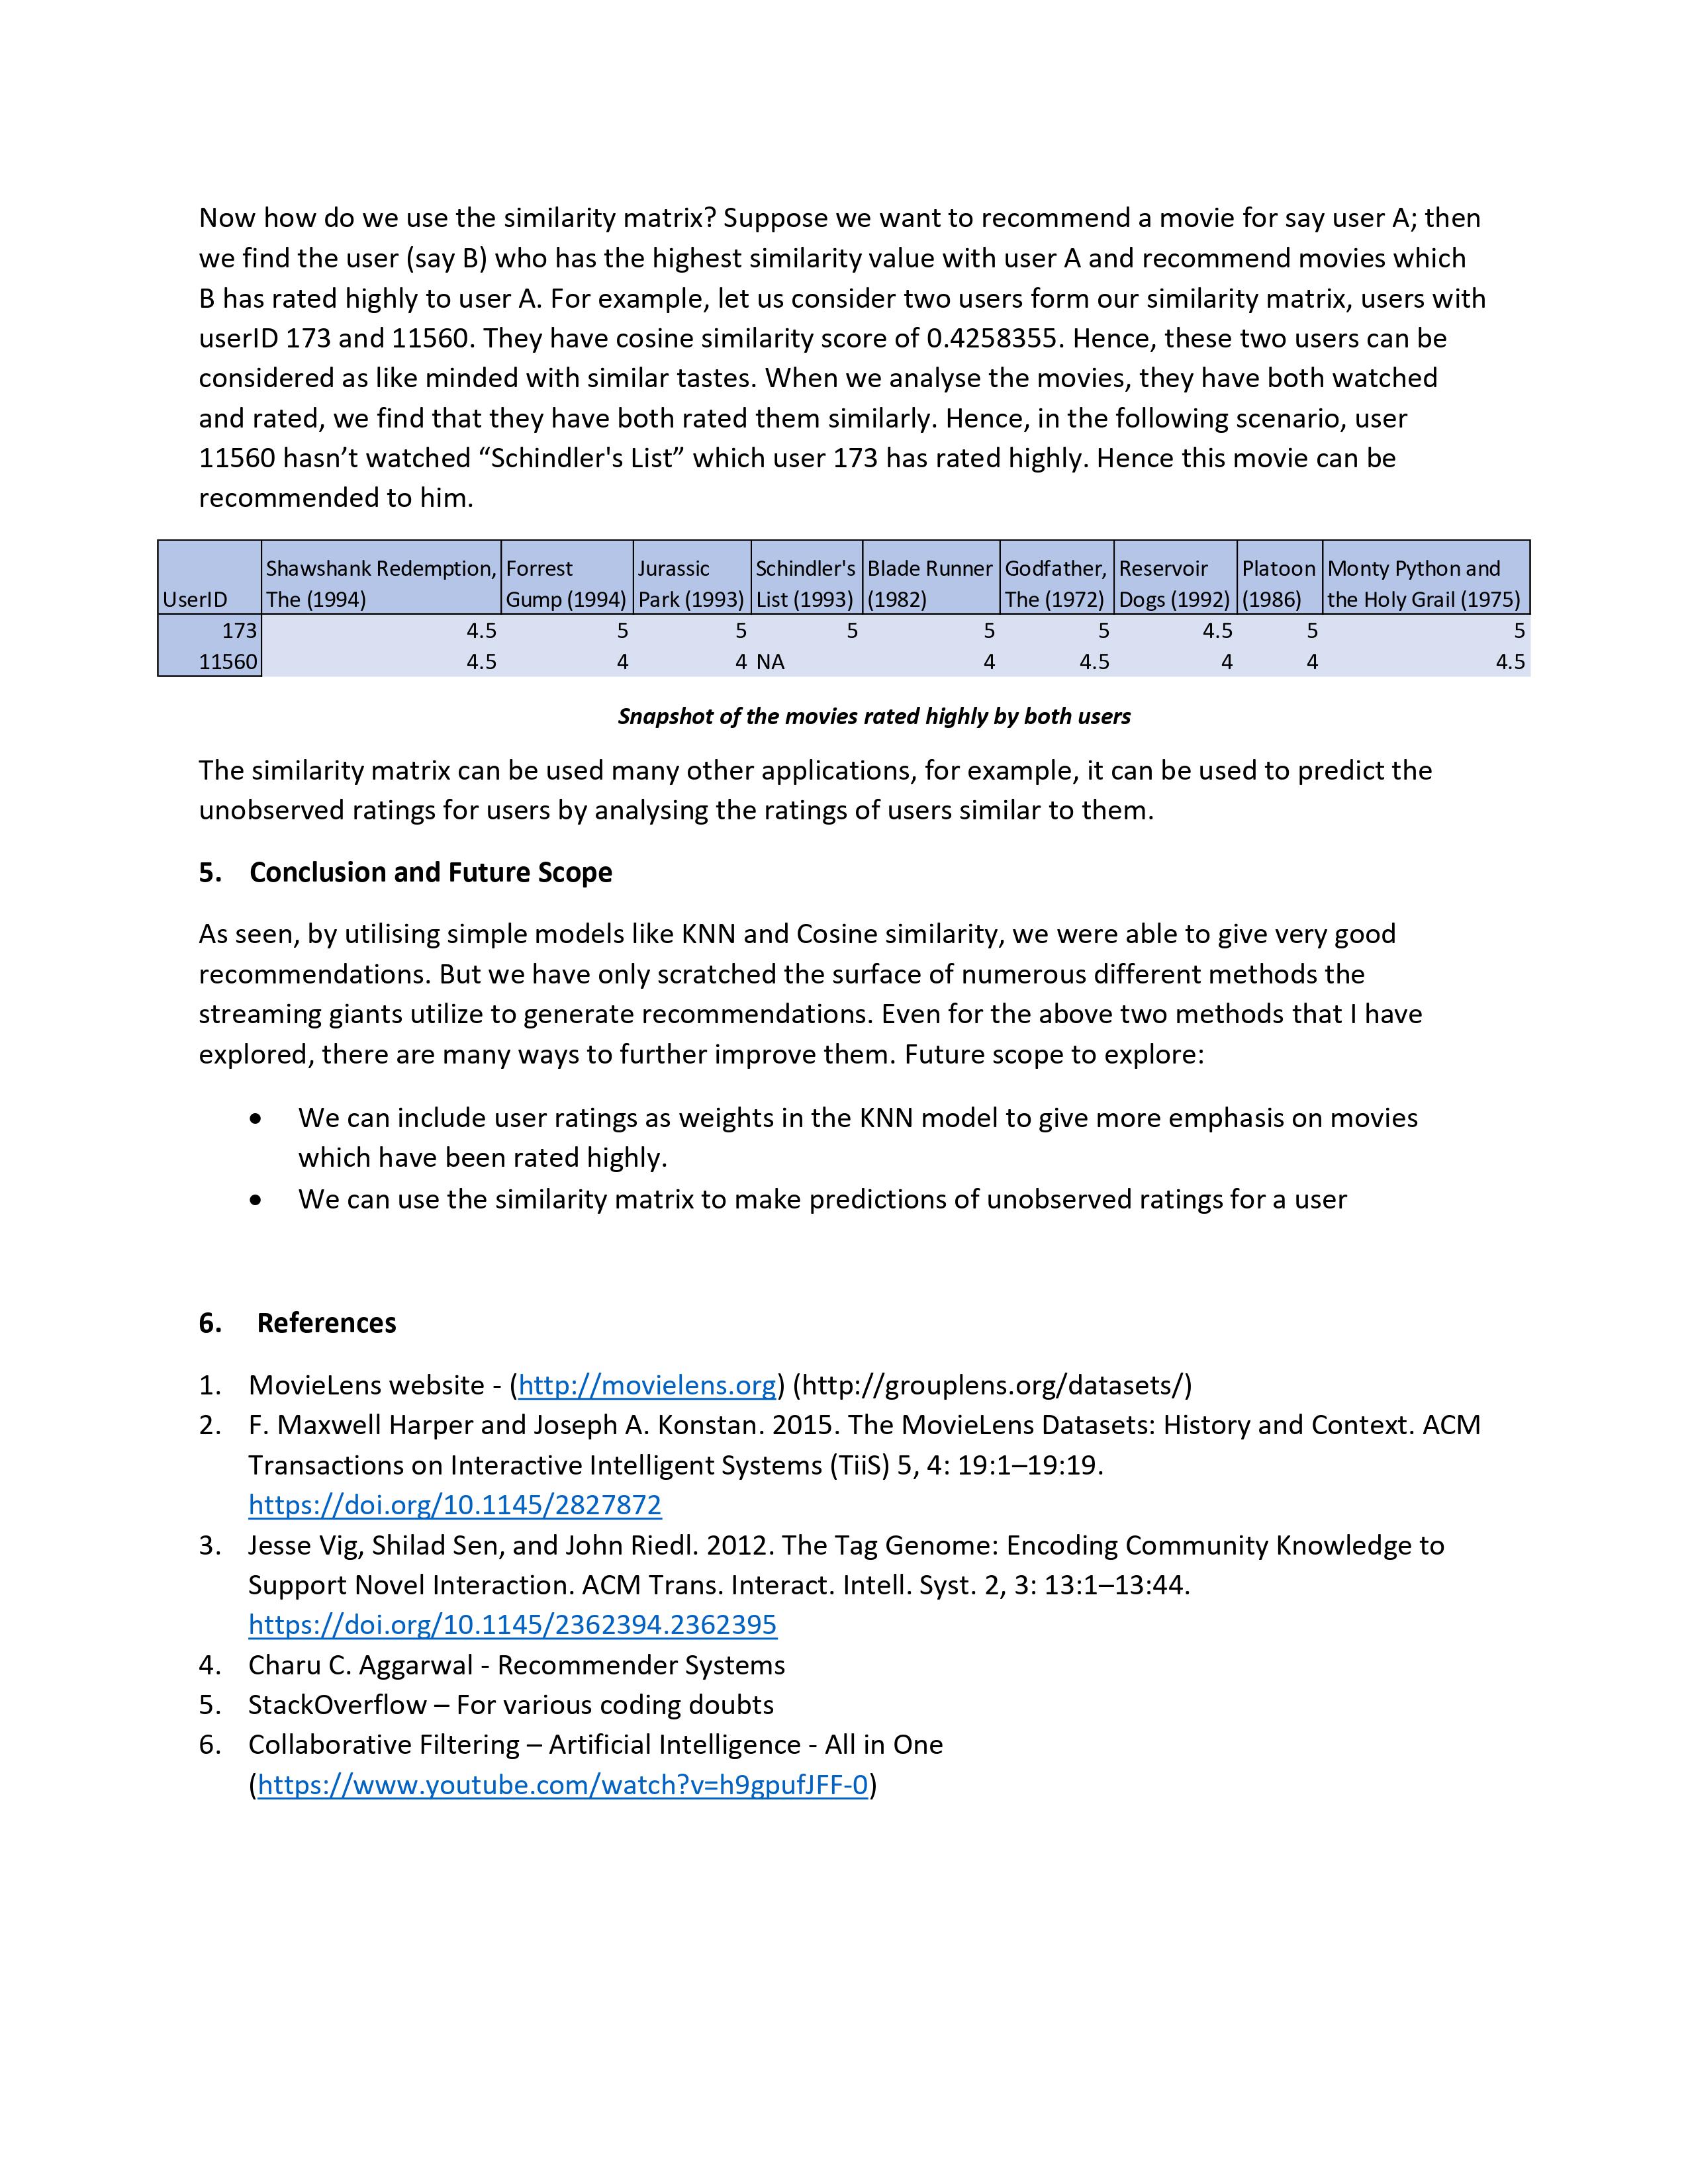 Now how do we use the similarity matrix? Suppose we want to recommend a movie for say user A; then
we find the user (say B) who has the highest similarity value with user A and recommend movies which
B has rated highly to user A. For example, let us consider two users form our similarity matrix, users with
userID 173 and 11560. They have cosine similarity score of 0.4258355. Hence, these two users can be
considered as like minded with similar tastes. When we analyse the movies, they have both watched
and rated, we find that they have both rated them similarly. Hence, in the following scenario, user
11560 hasn’t watched “Schindler's List” which user 173 has rated highly. Hence this movie can be
recommended to him.
Shawshank Redemption, Forrest Jurassic Schindler's Blade Runner Godfather, Reservoir Platoon Monty Python and
UserID The (1994) Gump (1994) Park (1993) List (1993) (1982) The (1972) Dogs (1992) (1986) the Holy Grail (1975)
173 4.5 5 5 5 5 5 4.5 5 5
11560 4.5 4 4 NA 4 4.5 4 4 4.5
Snapshot of the movies rated highly by both users
The similarity matrix can be used many other applications, for example, it can be used to predict the
unobserved ratings for users by analysing the ratings of users similar to them.
5. Conclusion and Future Scope
As seen, by utilising simple models like KNN and Cosine similarity, we were able to give very good
recommendations. But we have only scratched the surface of numerous different methods the
streaming giants utilize to generate recommendations. Even for the above two methods that I have
explored, there are many ways to further improve them. Future scope to explore:
• We can include user ratings as weights in the KNN model to give more emphasis on movies
which have been rated highly.
• We can use the similarity matrix to make predictions of unobserved ratings for a user
6. References
1. MovieLens website - (http://movielens.org) (http://grouplens.org/datasets/)
2. F. Maxwell Harper and Joseph A. Konstan. 2015. The MovieLens Datasets: History and Context. ACM
Transactions on Interactive Intelligent Systems (TiiS) 5, 4: 19:1–19:19.
https://doi.org/10.1145/2827872
3. Jesse Vig, Shilad Sen, and John Riedl. 2012. The Tag Genome: Encoding Community Knowledge to
Support Novel Interaction. ACM Trans. Interact. Intell. Syst. 2, 3: 13:1–13:44.
https://doi.org/10.1145/2362394.2362395
4. Charu C. Aggarwal - Recommender Systems
5. StackOverflow – For various coding doubts
6. Collaborative Filtering – Artificial Intelligence - All in One
(https://www.youtube.com/watch?v=h9gpufJFF-0)